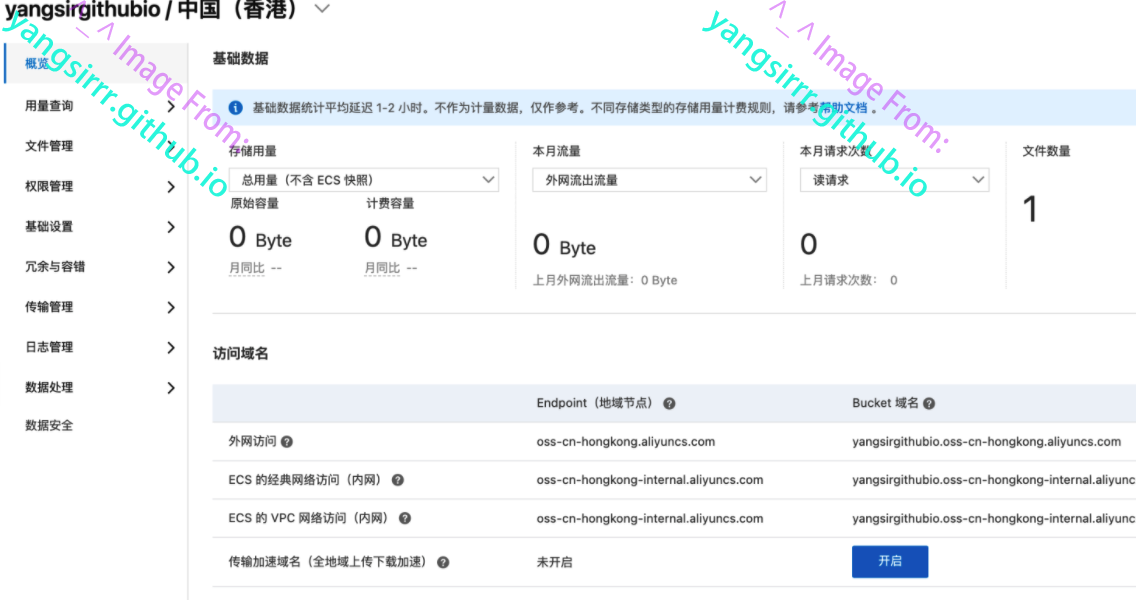 yangsirgithubio / 中国（香港）
概览
用量查询
文件管理
权限管理
基础设置
冗余与容错
传输管理
日志管理
数据处理
数据安全
基础数据
基础数据统计平均延迟 1-2 小时。不作为计量数据，仅作参考。不同存储类型的存储用量计费规则，请参考帮助文档 。
存储用量
总用量（不含 ECS 快照）
原始容量 计费容量
0 Byte 0 Byte
月同比 -- 月同比 --
本月流量
外网流出流量
0 Byte
上月外网流出流量：0 Byte
本月请求次数
读请求
0
上月请求次数： 0
文件数量
1
访问域名
Endpoint（地域节点） Bucket 域名
外网访问 oss-cn-hongkong.aliyuncs.com yangsirgithubio.oss-cn-hongkong.aliyuncs.com
ECS 的经典网络访问（内网） oss-cn-hongkong-internal.aliyuncs.com yangsirgithubio.oss-cn-hongkong-internal.aliyunc
ECS 的 VPC 网络访问（内网） oss-cn-hongkong-internal.aliyuncs.com yangsirgithubio.oss-cn-hongkong-internal.aliyunc
传输加速域名（全地域上传下载加速） 未开启 开启
^_^ Image From:
yangsirrr.github.io
^_^ Image From:
yangsirrr.github.io